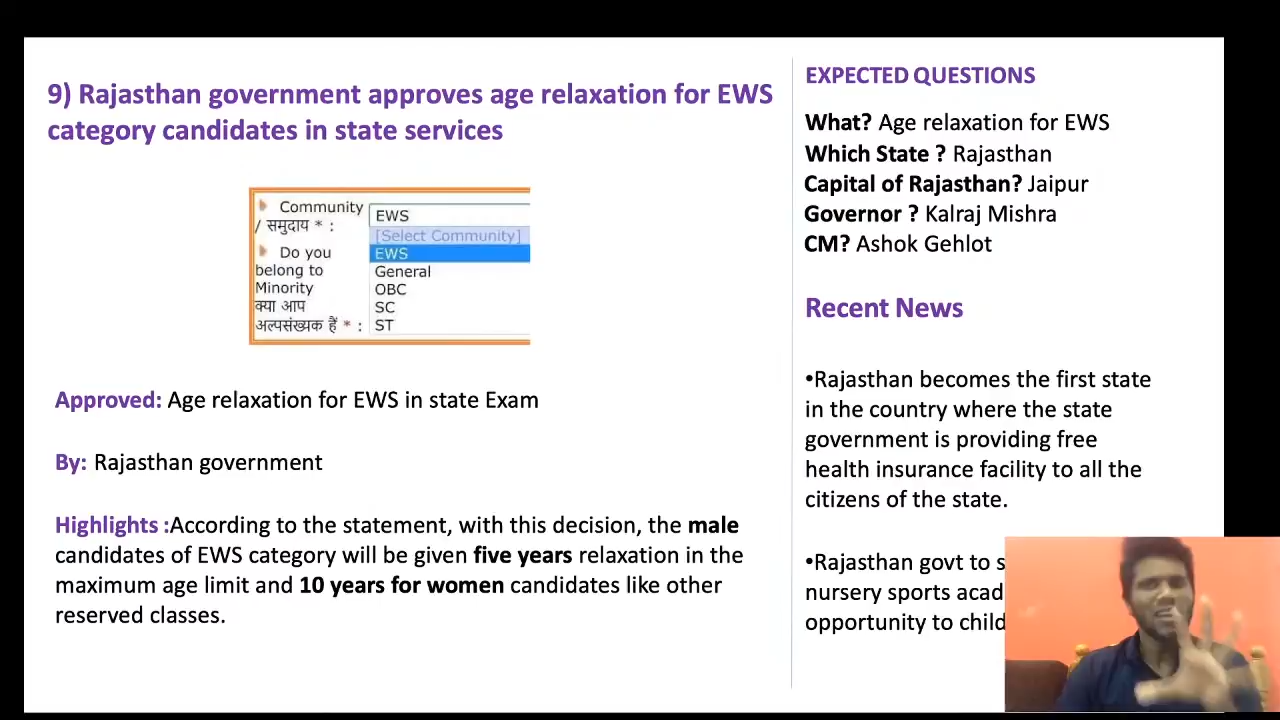 9) Rajasthan government approves age relaxation for EWS
category candidates in state services
Community
/ समुदाय * :
Do you
belong to
Minority
क्या आप
अल्पसंख्यक हैं * :
EWS
[Select Community]
EWS
General
OBC
SC
ST
Approved: Age relaxation for EWS in state Exam
By: Rajasthan government
Highlights :According to the statement, with this decision, the male
candidates of EWS category will be given five years relaxation in the
maximum age limit and 10 years for women candidates like other
reserved classes.
EXPECTED QUESTIONS
What? Age relaxation for EWS
Which State ? Rajasthan
Capital of Rajasthan? Jaipur
Governor ? Kalraj Mishra
CM? Ashok Gehlot
Recent News
•Rajasthan becomes the first state
in the country where the state
government is providing free
health insurance facility to all the
citizens of the state.
•Rajasthan govt to
nursery sports
opportunity to